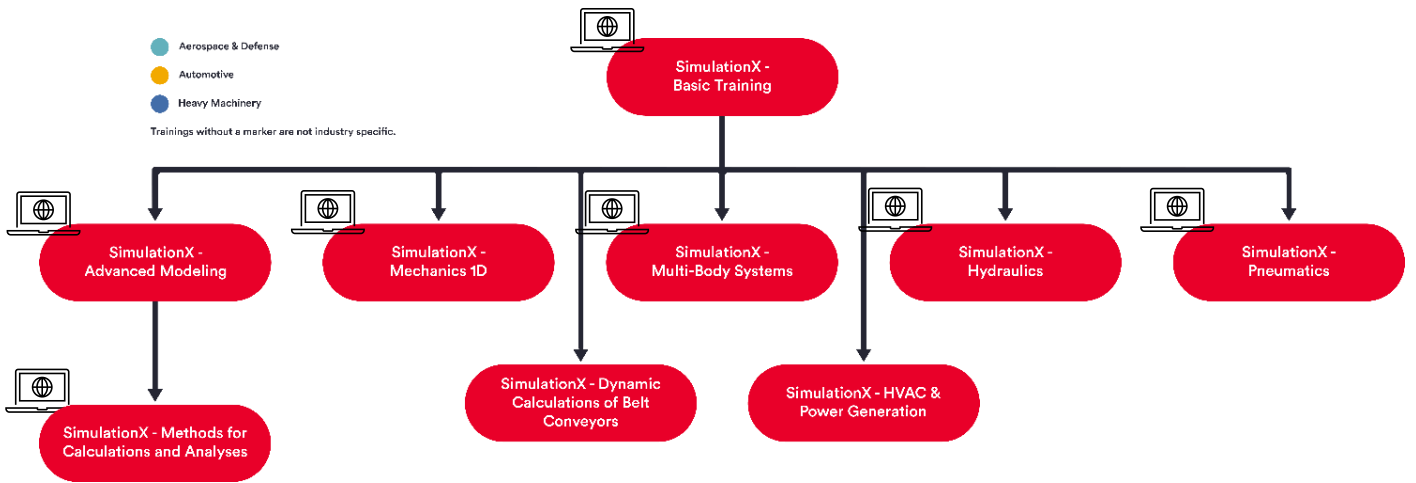 Aerospace & Defense
Automotive
Heavy Machinery
Trainings without a marker are not industry specific.
SimulationX -
Basic Training
SimulationX -
Advanced Modeling
SimulationX -
Mechanics 1D
SimulationX -
Multi-Body Systems
SimulationX -
Hydraulics
SimulationX -
Pneumatics
SimulationX - Dynamic
Calculations of Belt
Conveyors
SimulationX - HVAC &
Power Generation
SimulationX - Methods for
Calculations and Analyses